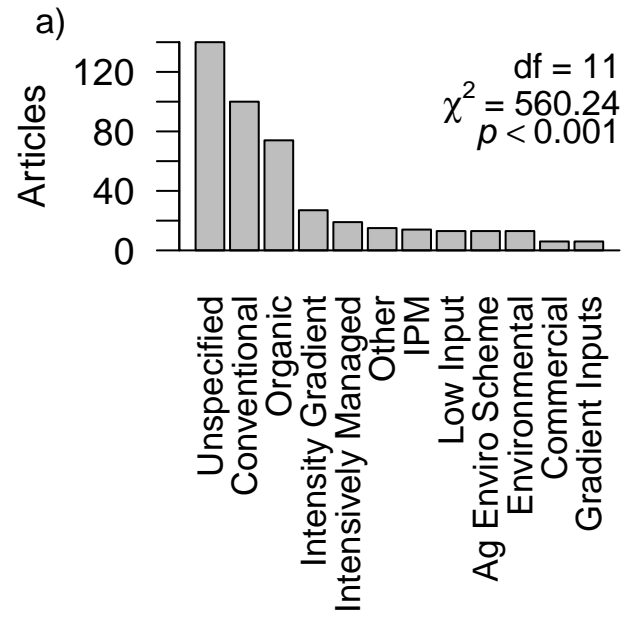 a)
df = 11
χ² = 560.24
p < 0.001
Articles
120
80
40
0
Unspecified
Conventional
Organic
Intensity Gradient
Intensively Managed
Other
IPM
Low Input
Ag Enviro Scheme
Environmental
Commercial
Gradient Inputs